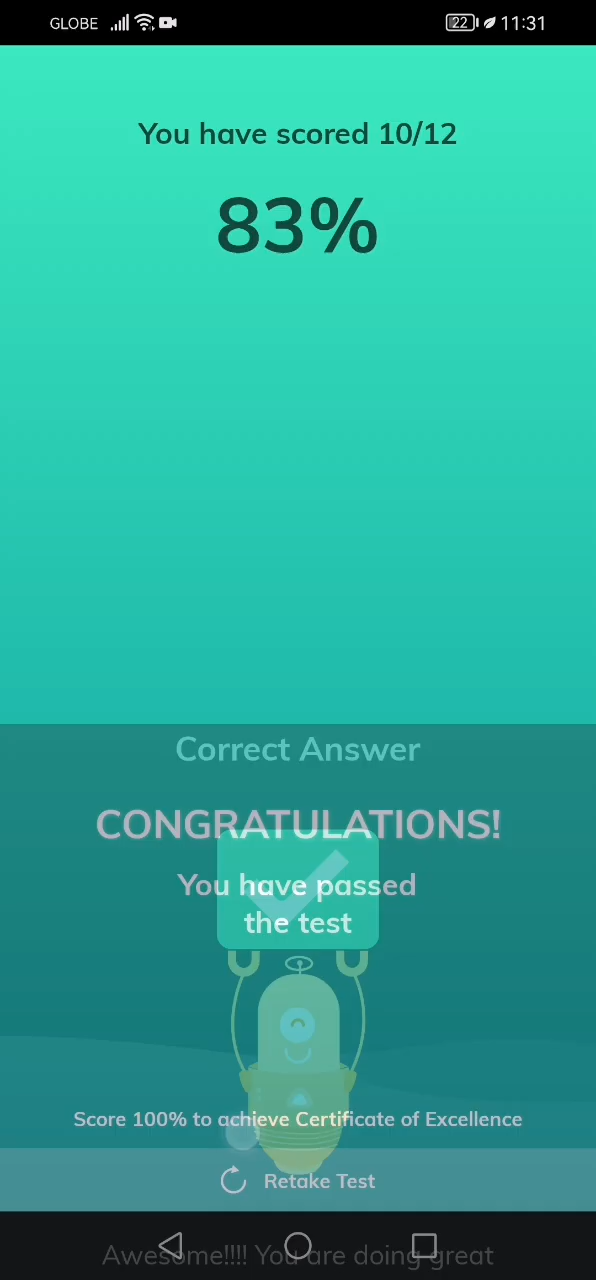 GLOBE 22 11:31
You have scored 10/12
83%
Correct Answer
CONGRATULATIONS!
You have passed
the test
Score 100% to achieve Certificate of Excellence
Retake Test
Awesome!!!! You are doing great